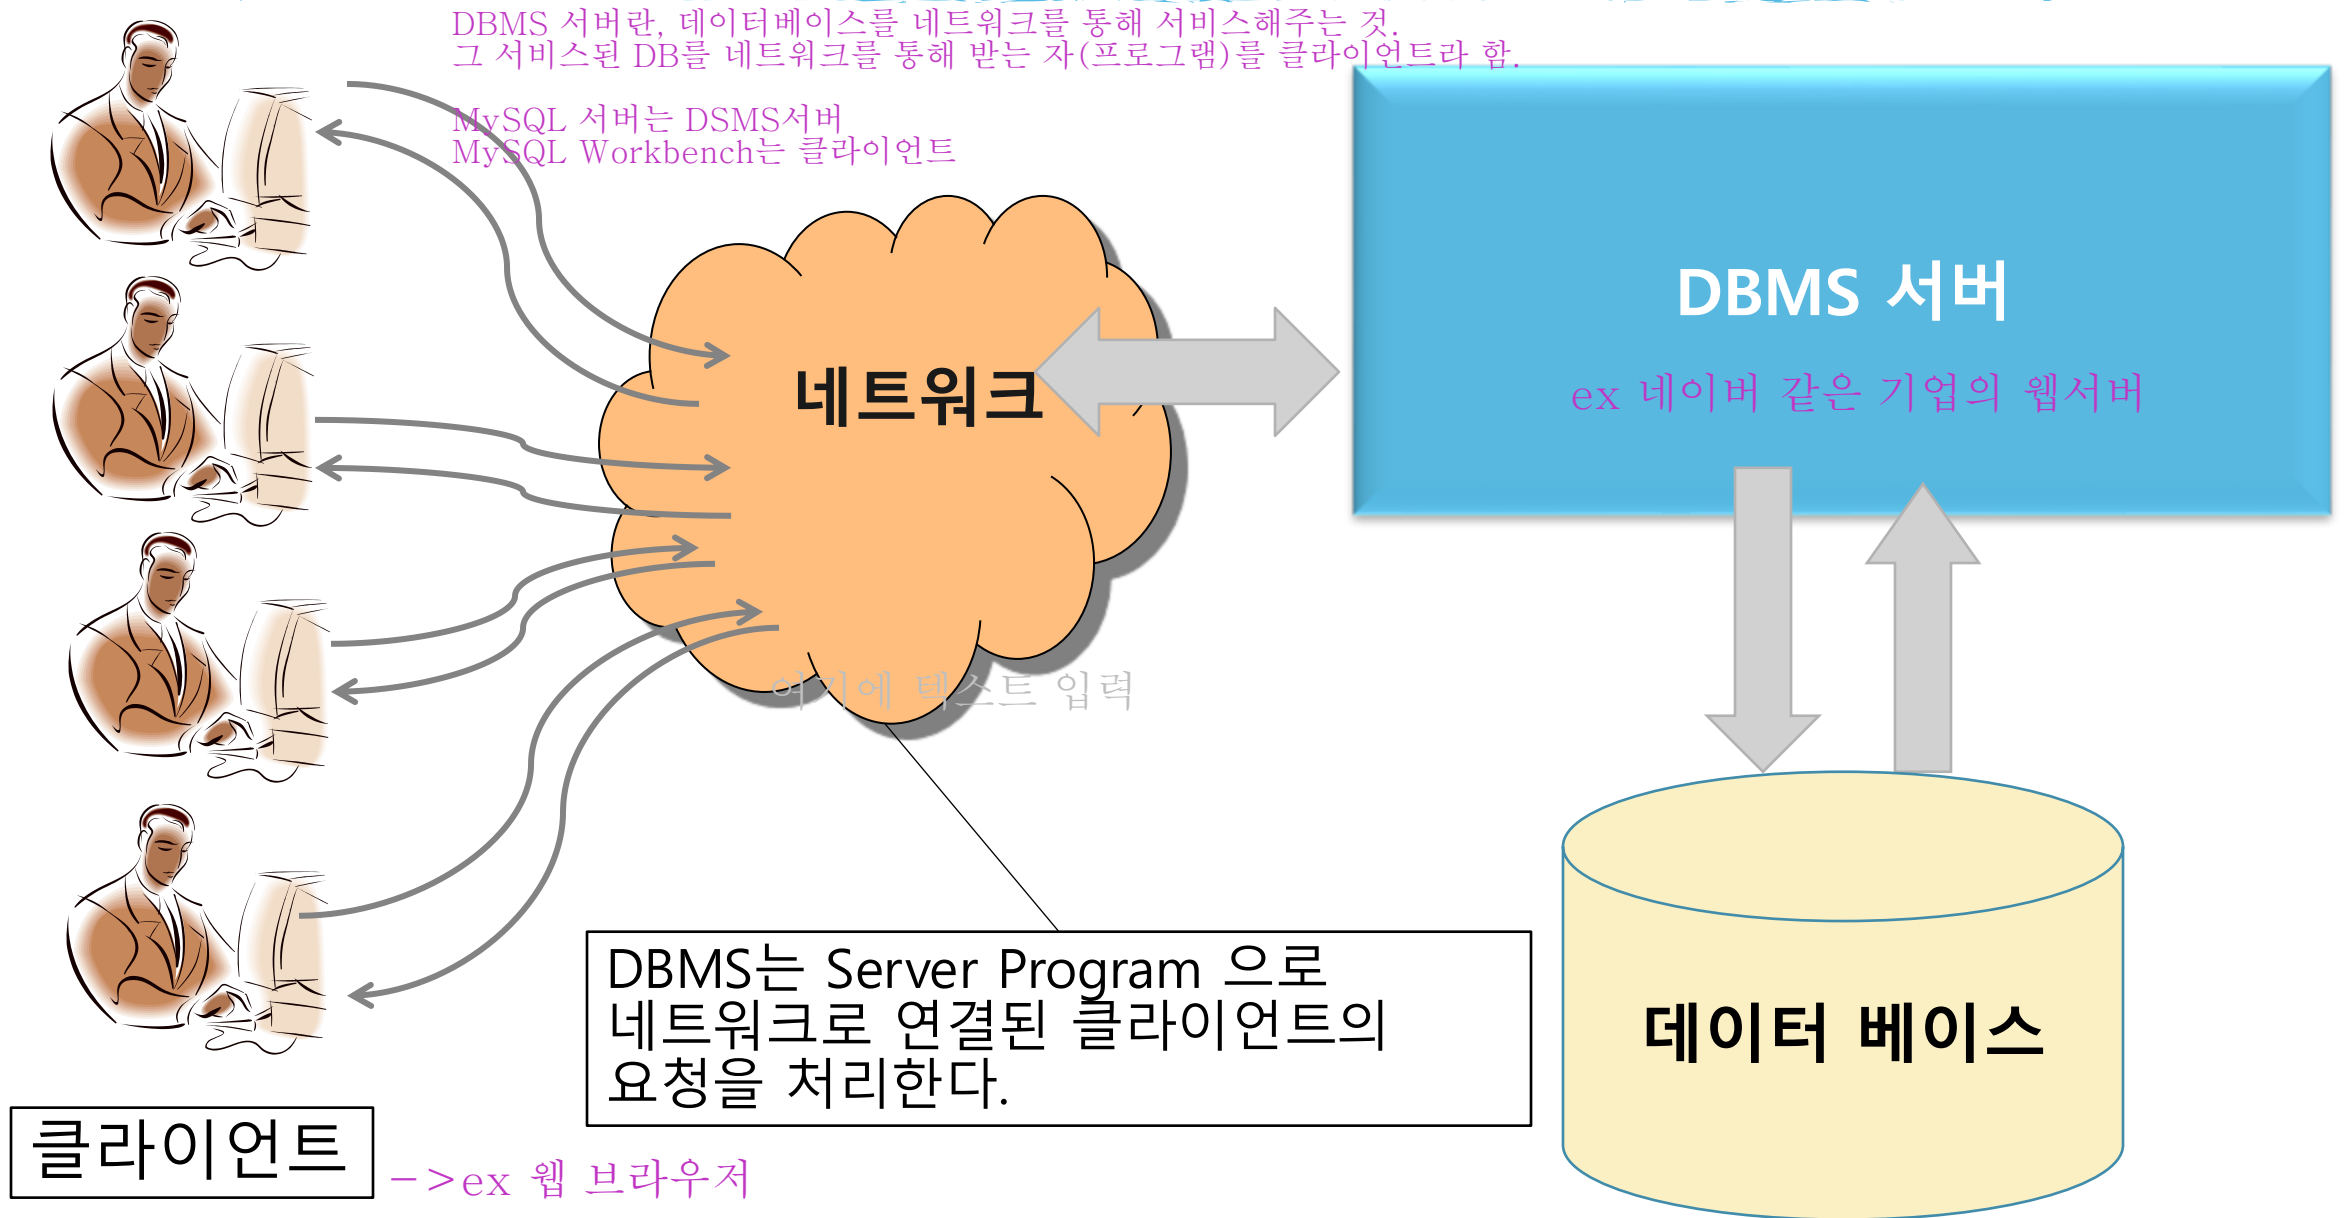 DBMS 서버란, 데이터베이스를 네트워크를 통해 서비스해주는 것.
그 서비스된 DB를 네트워크를 통해 받는 자(프로그램)를 클라이언트라 함.
MySQL 서버는 DSMS서버
MySQL Workbench는 클라이언트
DBMS 서버
ex 네이버 같은 기업의 웹서버
네트워크
여기에 텍스트 입력
DBMS는 Server Program 으로
네트워크로 연결된 클라이언트의
요청을 처리한다.
데이터 베이스
클라이언트
->ex 웹 브라우저